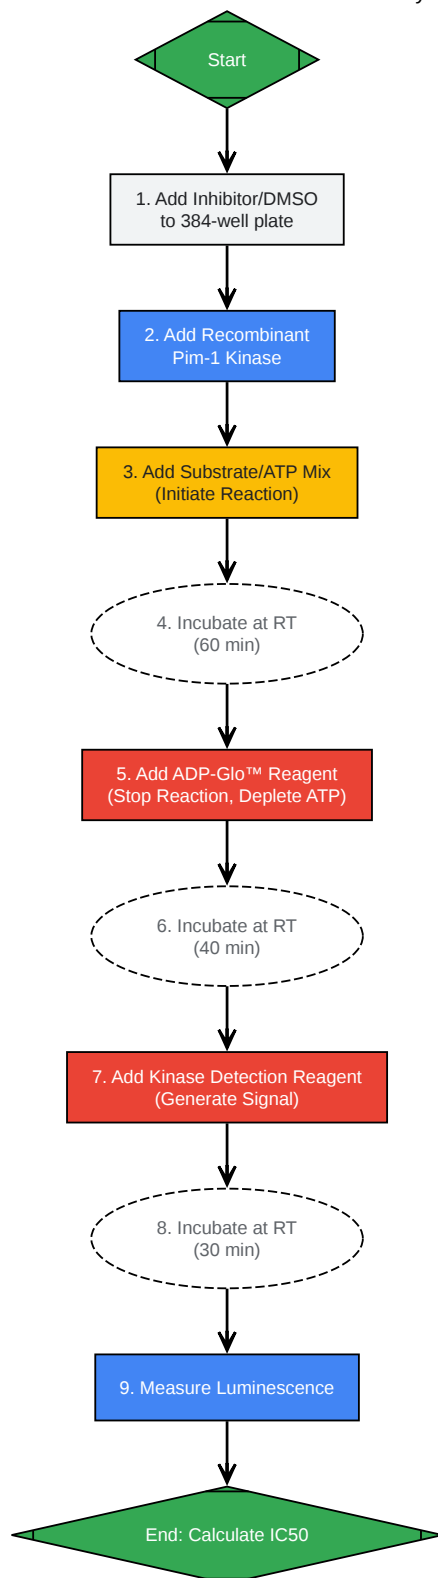 Start
1. Add Inhibitor/DMSO
to 384-well plate
2. Add Recombinant
Pim-1 Kinase
3. Add Substrate/ATP Mix
(Initiate Reaction)
4. Incubate at RT
(60 min)
5. Add ADP-Glo™ Reagent
(Stop Reaction, Deplete ATP)
6. Incubate at RT
(40 min)
7. Add Kinase Detection Reagent
(Generate Signal)
8. Incubate at RT
(30 min)
9. Measure Luminescence
End: Calculate IC50